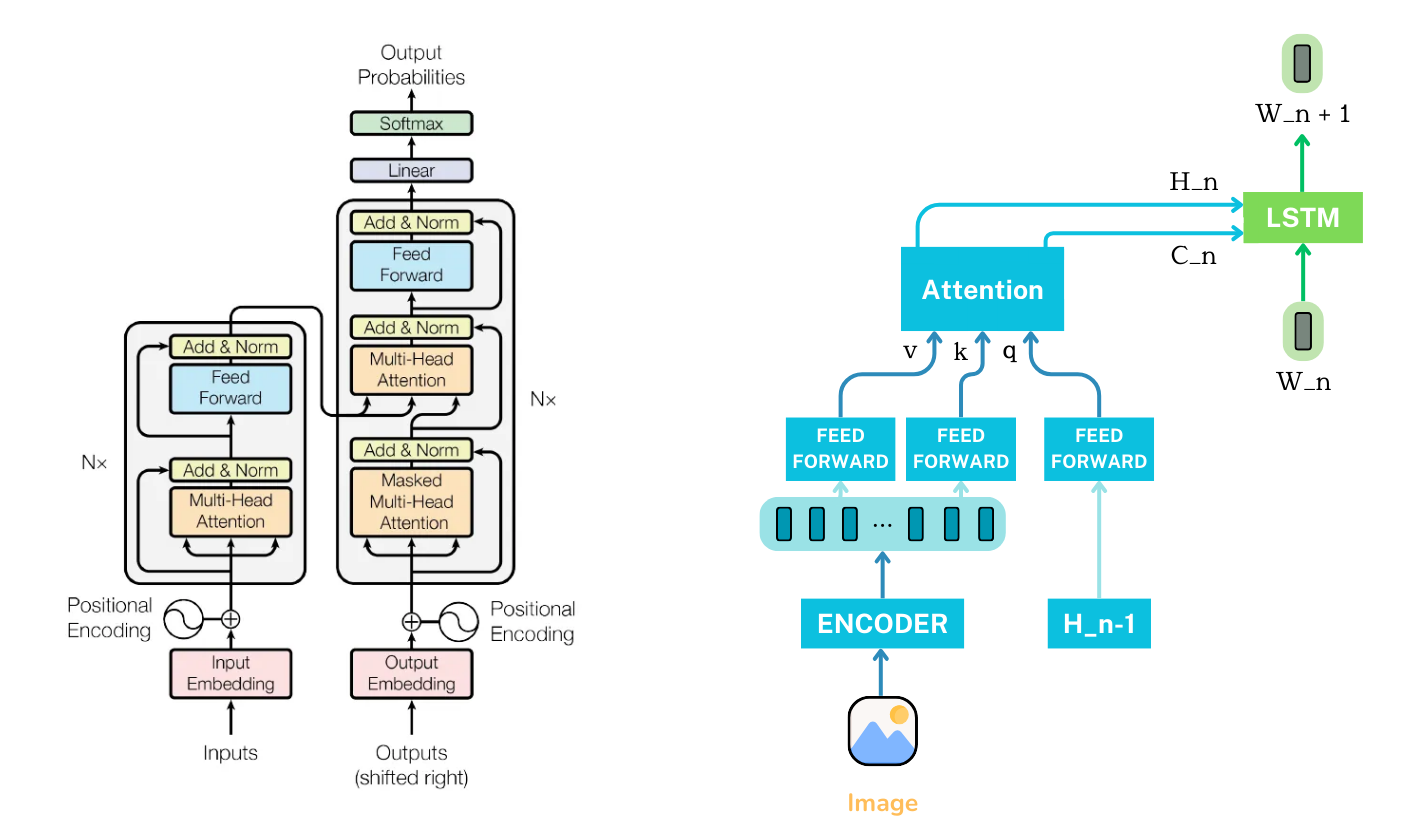 Output
Probabilities
Softmax
Linear
Add & Norm
Feed
Forward
Add & Norm
Multi-Head
Attention
Add & Norm
Masked
Multi-Head
Attention
Nx
Add & Norm
Feed
Forward
Add & Norm
Multi-Head
Attention
Nx
Positional
Encoding
Positional
Encoding
Input
Embedding
Output
Embedding
Inputs
Outputs
(shifted right)
W_n + 1
H_n
LSTM
C_n
Attention
W_n
v
k
q
FEED
FORWARD
FEED
FORWARD
FEED
FORWARD
...
ENCODER
H_n-1
Image